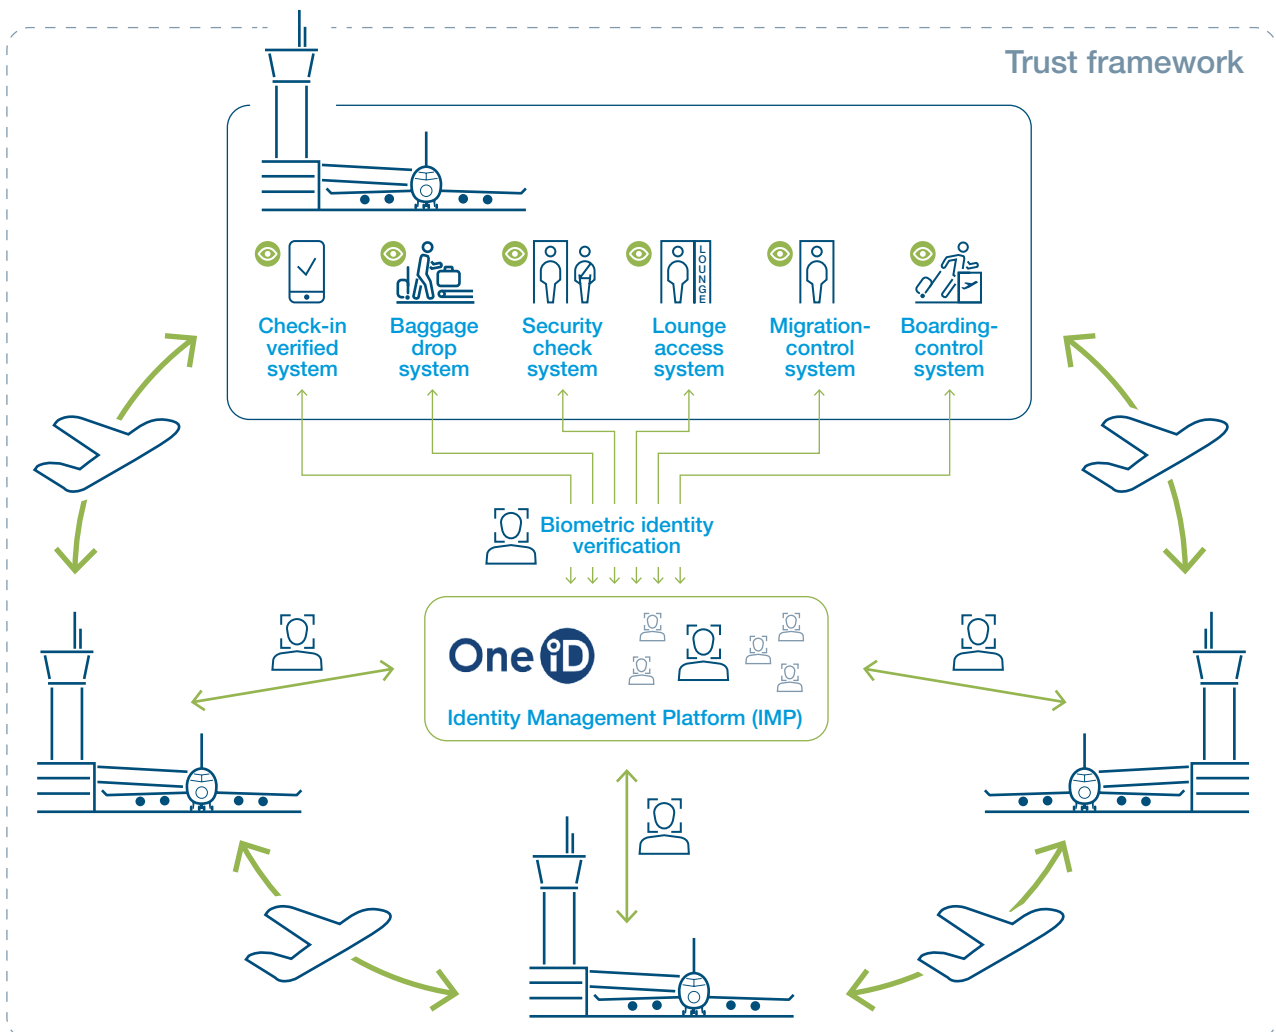 Trust framework
LOUNGE
Check-in
verified
system
Baggage
drop
system
Security
check
system
Lounge
access
system
Migration-
control
system
Boarding-
control
system
Biometric identity
verification
One iD
Identity Management Platform (IMP)